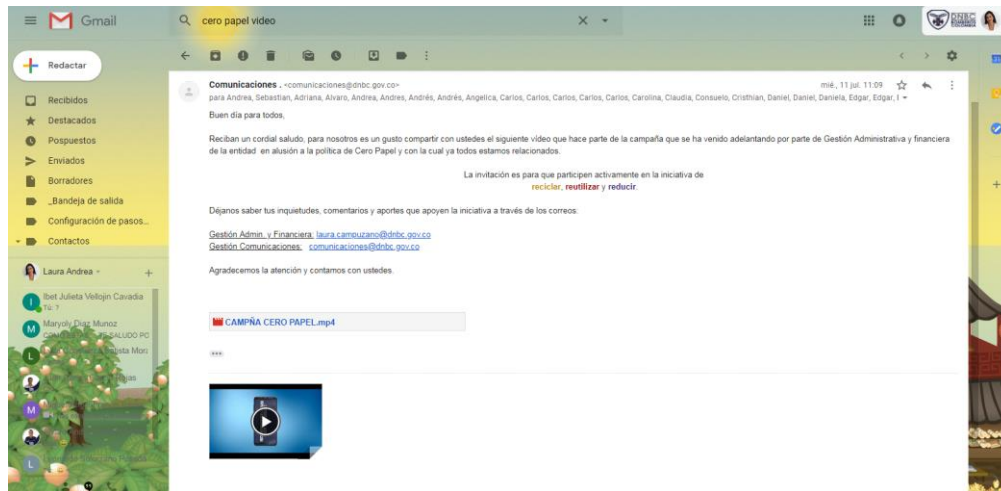 Gmail
cero papel video
DNBC
Redactar
Recibidos
Destacados
Pospuestos
Enviados
Borradores
_Bandeja de salida
Configuración de pasos...
Contactos
Laura Andrea
Ibet Julieta Vellojin Cavadia
Tú: ?
Maryoly Diaz Munoz
SALUDO PC
Comunicaciones . <comunicaciones@dnbc.gov.co>
mié., 11 jul. 11:09
para Andrea, Sebastian, Adriana, Alvaro, Andrea, Andres, Andrés, Andrés, Angelica, Carlos, Carlos, Carlos, Carlos, Carlos, Carolina, Claudia, Consuelo, Cristhian, Daniel, Daniel, Daniela, Edgar, Edgar, I
Buen día para todos,
Reciban un cordial saludo, para nosotros es un gusto compartir con ustedes el siguiente vídeo que hace parte de la campaña que se ha venido adelantando por parte de Gestión Administrativa y financiera
de la entidad en alusión a la política de Cero Papel y con la cual ya todos estamos relacionados.
La invitación es para que participen activamente en la iniciativa de
reciclar, reutilizar y reducir.
Déjanos saber tus inquietudes, comentarios y aportes que apoyen la iniciativa a través de los correos:
Gestión Admin. y Financiera: laura.campuzano@dnbc.gov.co
Gestión Comunicaciones: comunicaciones@dnbc.gov.co
Agradecemos la atención y contamos con ustedes.
CAMPÑA CERO PAPEL.mp4